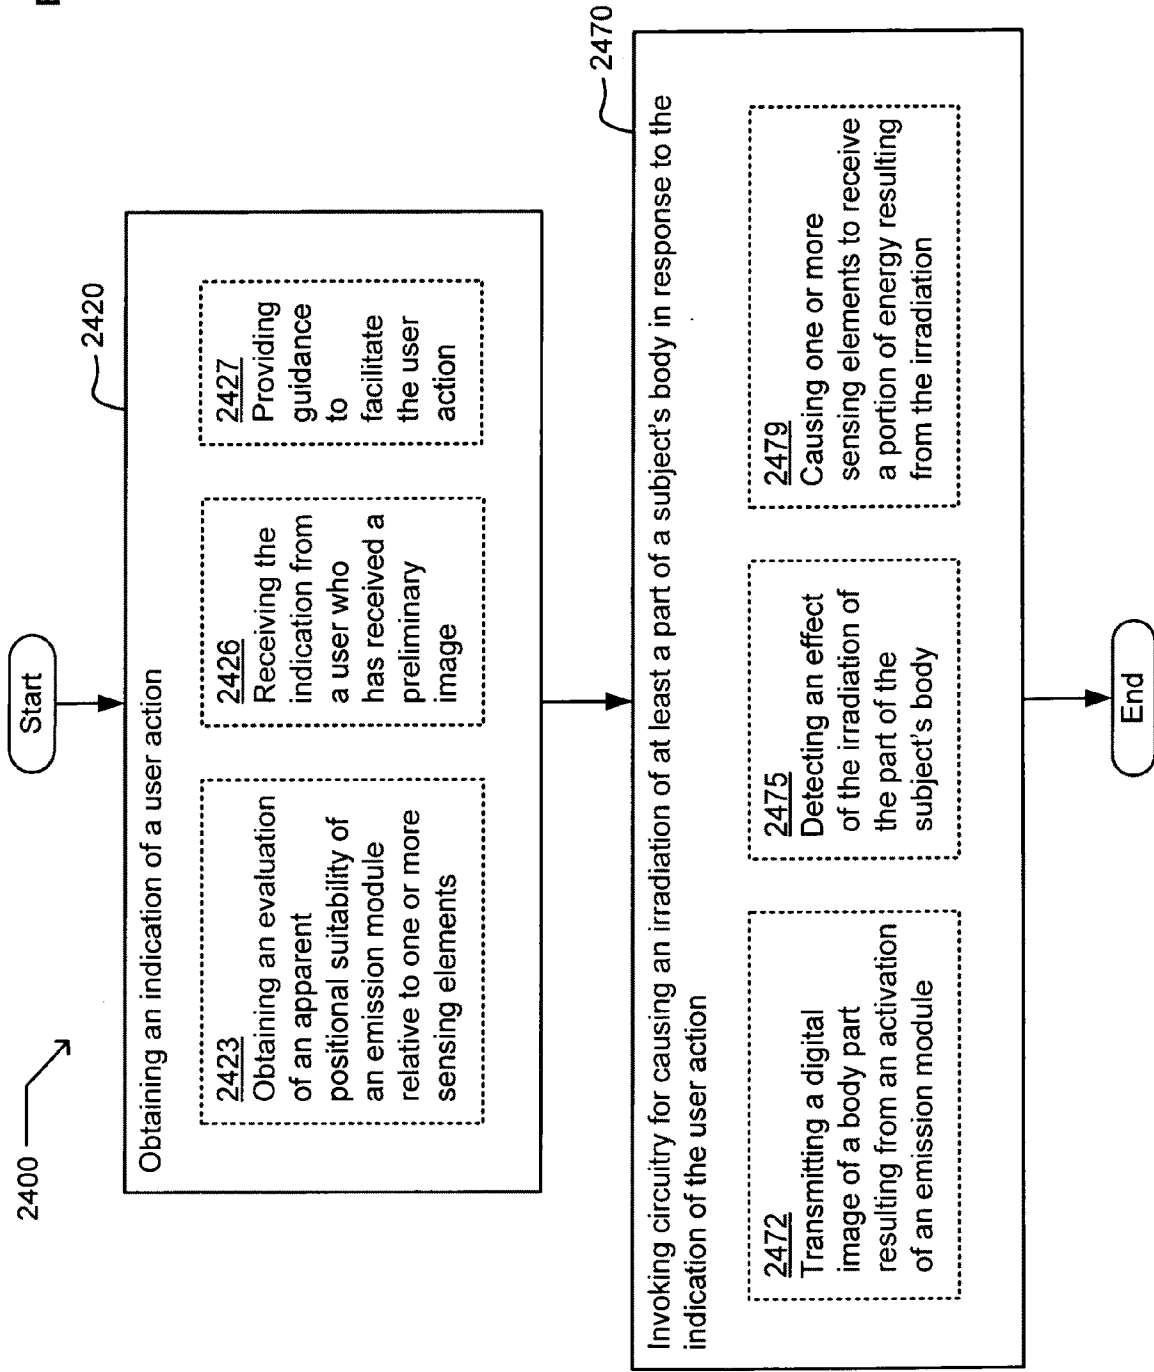 2400
Start
2420
Obtaining an indication of a user action
2423
Obtaining an evaluation
of an apparent
positional suitability of
an emission module
relative to one or more
sensing elements
2426
Receiving the
indication from
a user who
has received a
preliminary
image
2427
Providing
guidance
to
facilitate
the user
action
2470
Invoking circuitry for causing an irradiation of at least a part of a subject's body in response to the
indication of the user action
2472
Transmitting a digital
image of a body part
resulting from an activation
of an emission module
2475
Detecting an effect
of the irradiation of
the part of the
subject's body
2479
Causing one or more
sensing elements to receive
a portion of energy resulting
from the irradiation
End